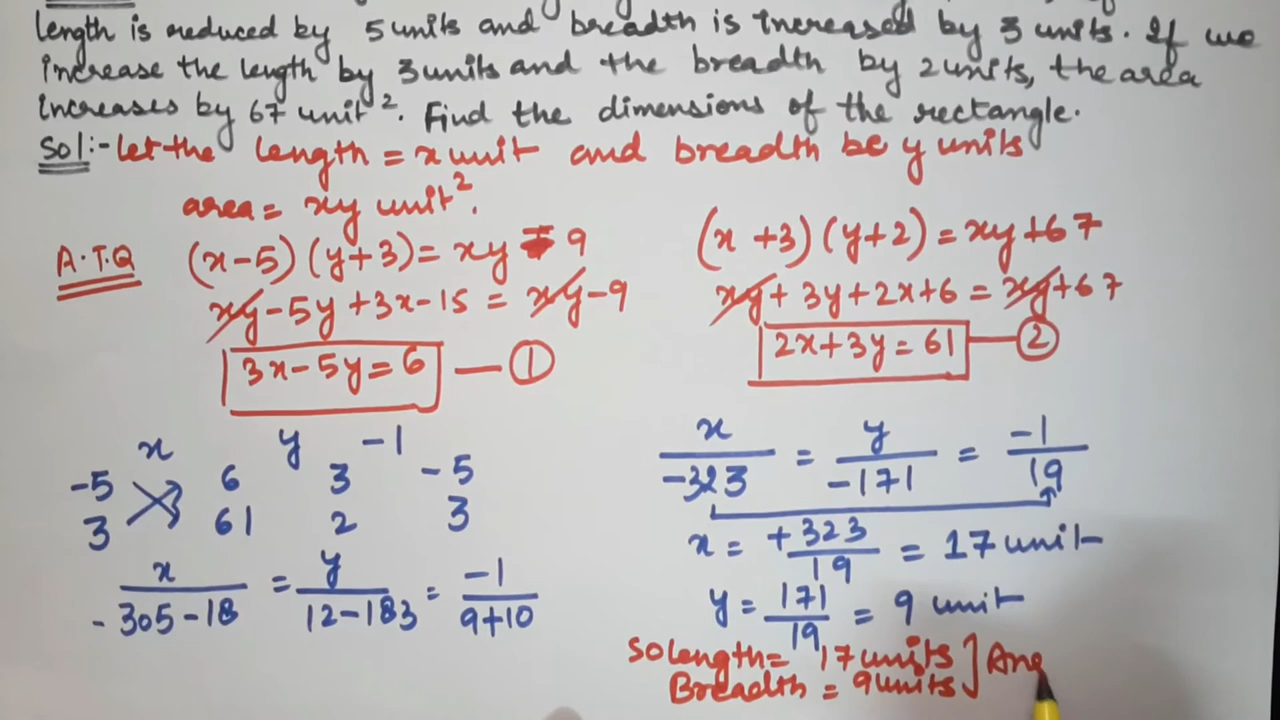 length is reduced by 5 units and breadth is increased by 3 units. If we
increase the length by 3 units and the breadth by 2 units, the area
increases by 67 unit². Find the dimensions of the rectangle.
Sol:- let the length = x unit and breadth be y units
area = xy unit².
A.T.Q (x-5)(y+3) = xy - 9
xy - 5y + 3x - 15 = xy - 9
3x - 5y = 6 — ①
(x+3)(y+2) = xy + 67
xy + 3y + 2x + 6 = xy + 67
2x + 3y = 61 — ②
x y -1
-5 6 3 -5
3 61 2 3
x/-305-18 = y/12-183 = -1/9+10
x/-323 = y/-171 = -1/19
x = +323/19 = 17 unit
y = 171/19 = 9 unit
So length = 17 units ] Ans
Breadth = 9 units